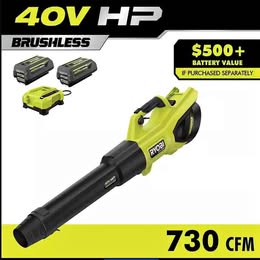 40V HP
BRUSHLESS
$500+
BATTERY VALUE
IF PURCHASED SEPARATELY
RYOBI
730 CFM